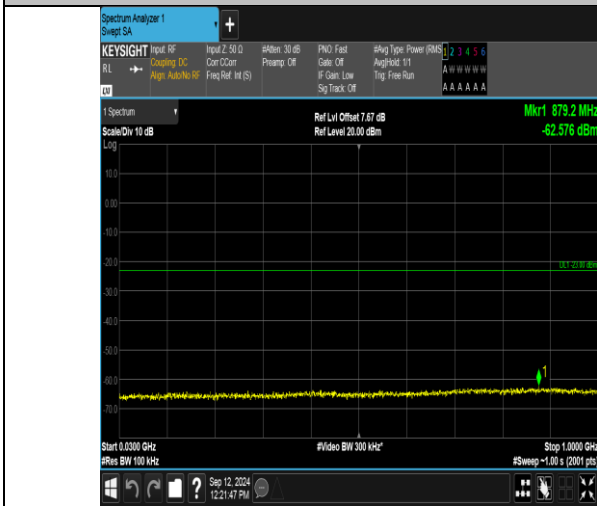 Spectrum Analyzer 1
Swept SA
+
KEYSIGHT Input: RF Input Z: 50 Ω #Atten: 30 dB PNO: Fast #Avg Type: Power (RMS 1 2 3 4 5 6
RL Coupling: DC Corr CCorr Preamp: Off Gate: Off Avg|Hold: 1/1 A W W W W W
Align: Auto/No RF Freq Ref: Int (S) IF Gain: Low Trig: Free Run
Sig Track: Off A A A A A A
1 Spectrum
Scale/Div 10 dB
Ref Lvl Offset 7.67 dB
Ref Level 20.00 dBm
Mkr1 879.2 MHz
-62.576 dBm
Log
10.0
0.00
-10.0
-20.0
DL1 -23.00 dBm
-30.0
-40.0
-50.0
-60.0
1
-70.0
Start 0.0300 GHz #Video BW 300 kHz* Stop 1.0000 GHz
#Res BW 100 kHz #Sweep ~1.00 s (2001 pts)
? Sep 12, 2024
12:21:47 PM